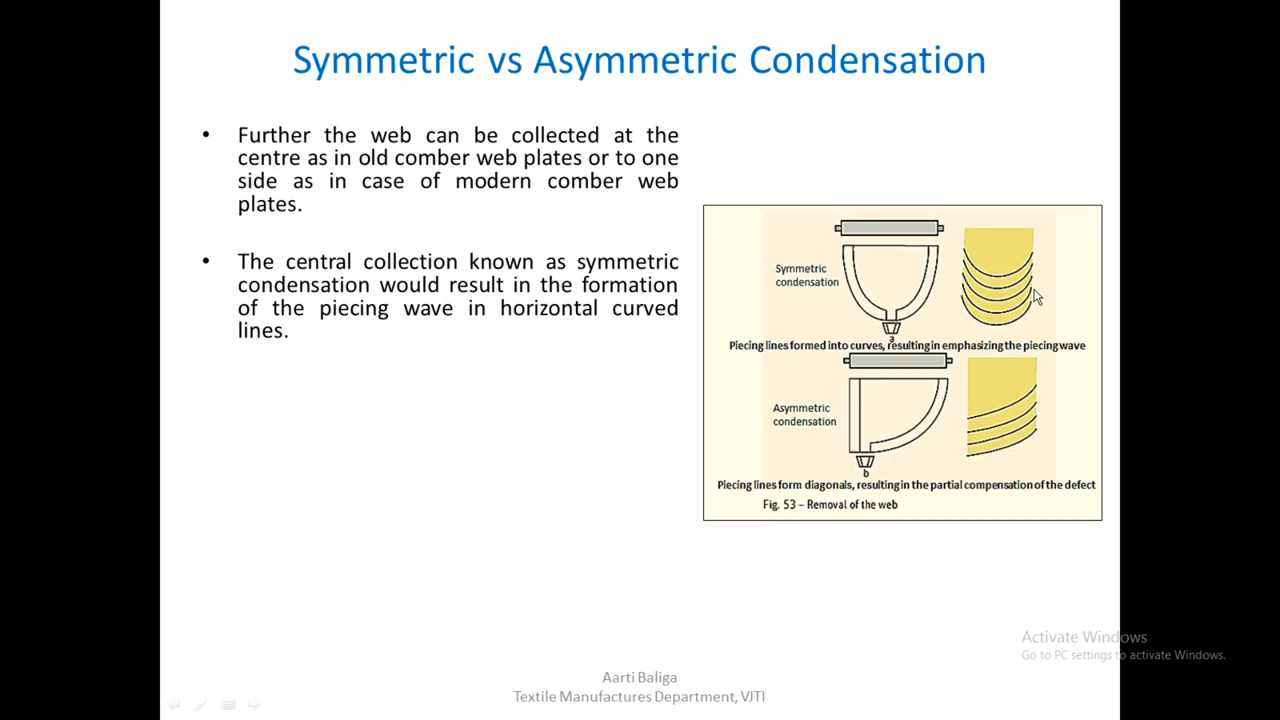 Symmetric vs Asymmetric Condensation
• Further the web can be collected at the
centre as in old comber web plates or to one
side as in case of modern comber web
plates.
• The central collection known as symmetric
condensation would result in the formation
of the piecing wave in horizontal curved
lines.
Symmetric
condensation
a
Piecing lines formed into curves, resulting in emphasizing the piecing wave
Asymmetric
condensation
b
Piecing lines form diagonals, resulting in the partial compensation of the defect
Fig. 53 – Removal of the web
Activate Windows
Go to PC settings to activate Windows.
Aarti Baliga
Textile Manufactures Department, VJTI